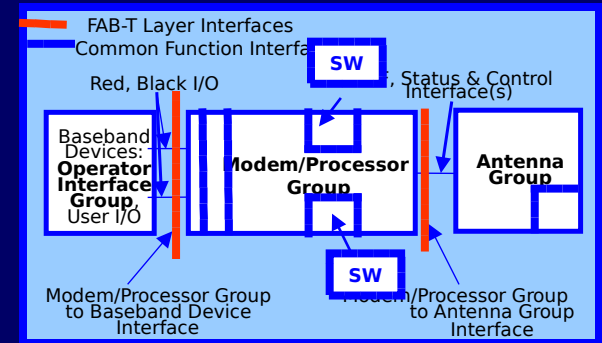 FAB-T Layer Interfaces
Common Function Interfa
SW
Red, Black I/O
, Status & Control
Interface(s)
Baseband
Devices:
Operator
Interface
Group,
User I/O
Modem/Processor
Group
Antenna
Group
SW
Modem/Processor Group
to Baseband Device
Interface
Modem/Processor Group
to Antenna Group
Interface